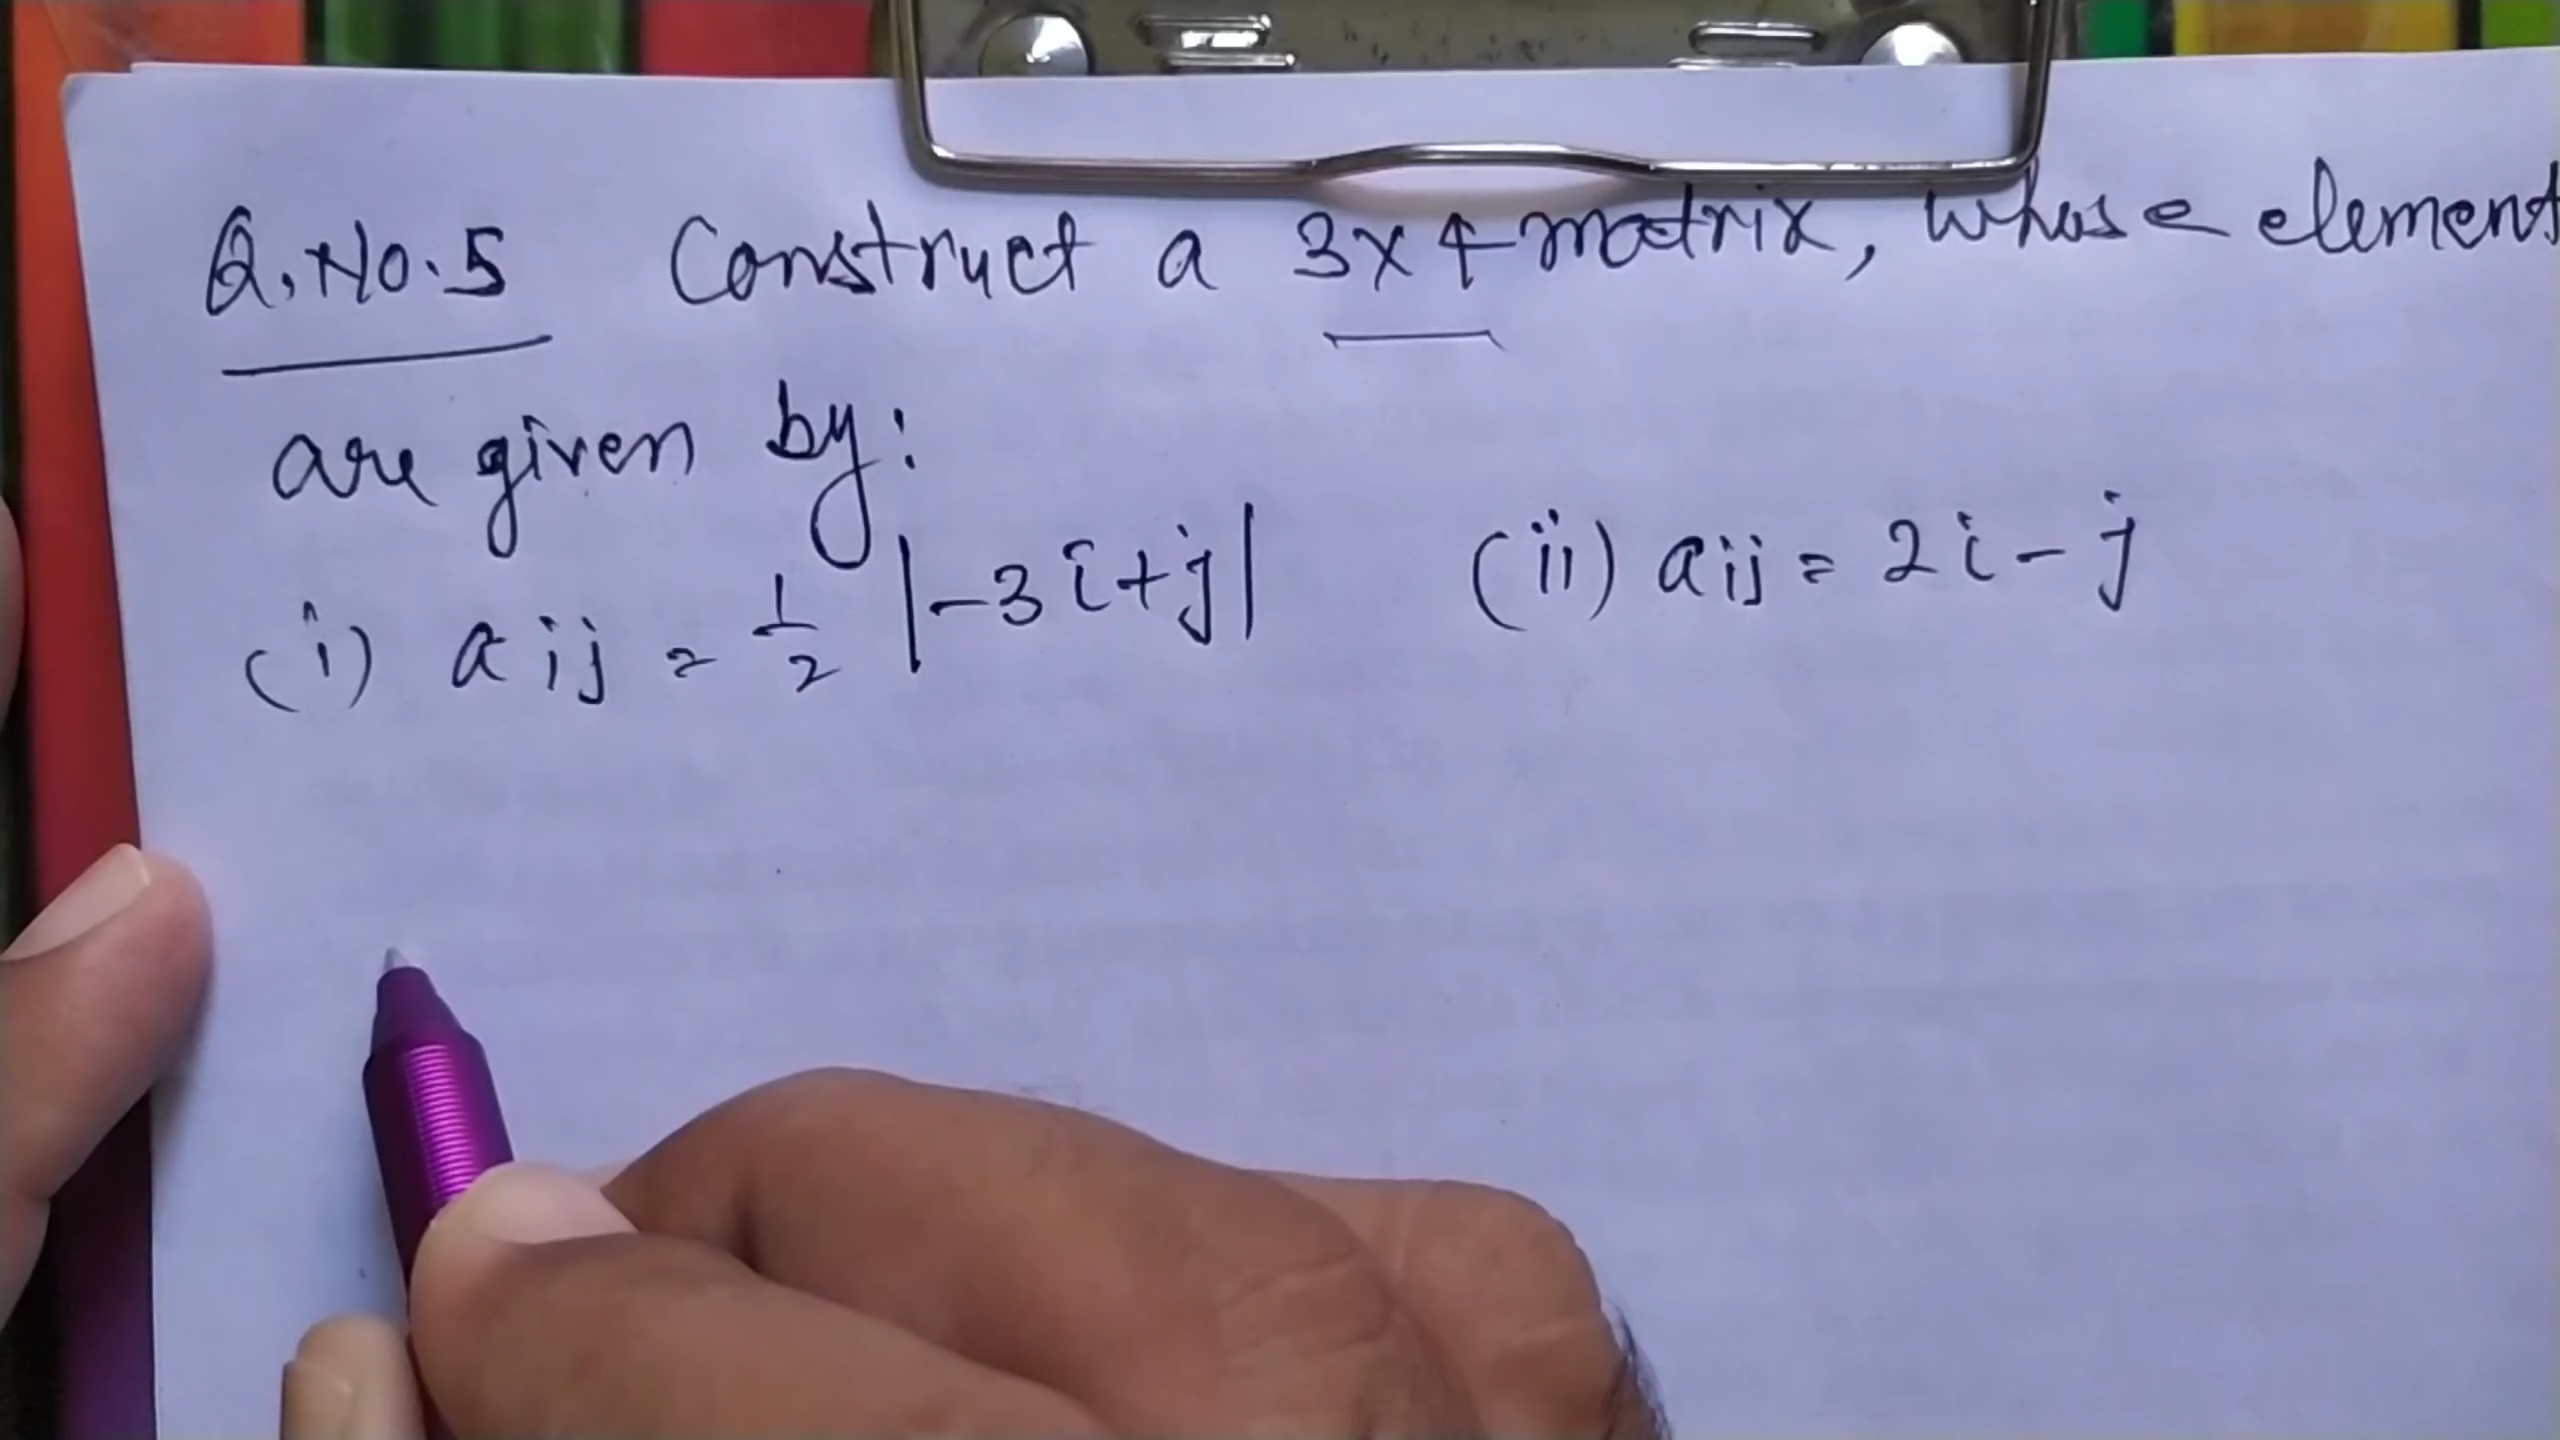 Q. No. 5 Construct a 3x4 matrix, whose element
are given by:
(i) aij = 1/2 |-3i+j| (ii) aij = 2i-j